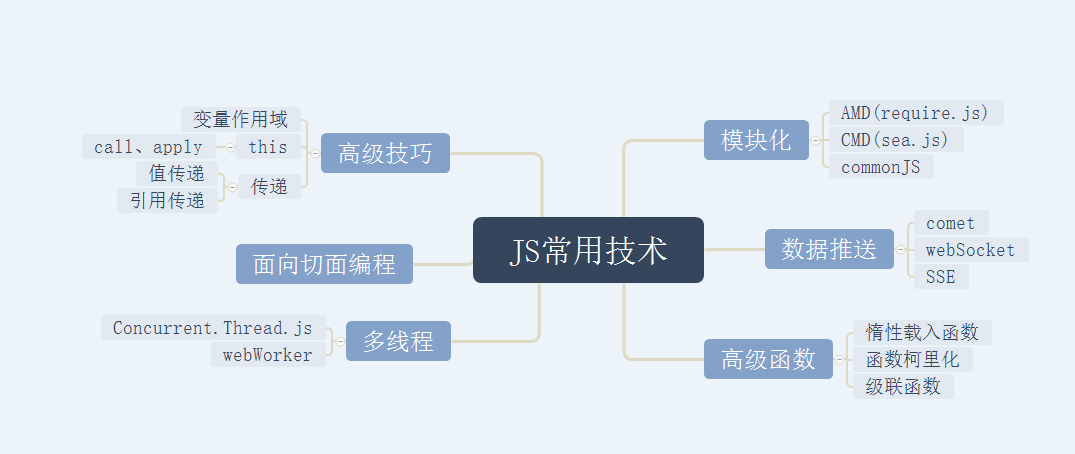 JS常用技术
模块化
AMD(require.js)
CMD(sea.js)
commonJS
数据推送
comet
webSocket
SSE
高级函数
惰性载入函数
函数柯里化
级联函数
高级技巧
变量作用域
this
call、apply
传递
值传递
引用传递
面向切面编程
多线程
Concurrent.Thread.js
webWorker